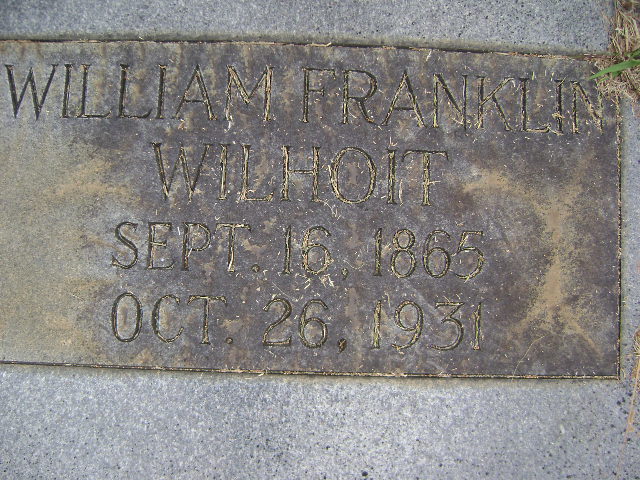 WILLIAM FRANKLIN
WILHOIT
SEPT. 16, 1865
OCT. 26, 1931